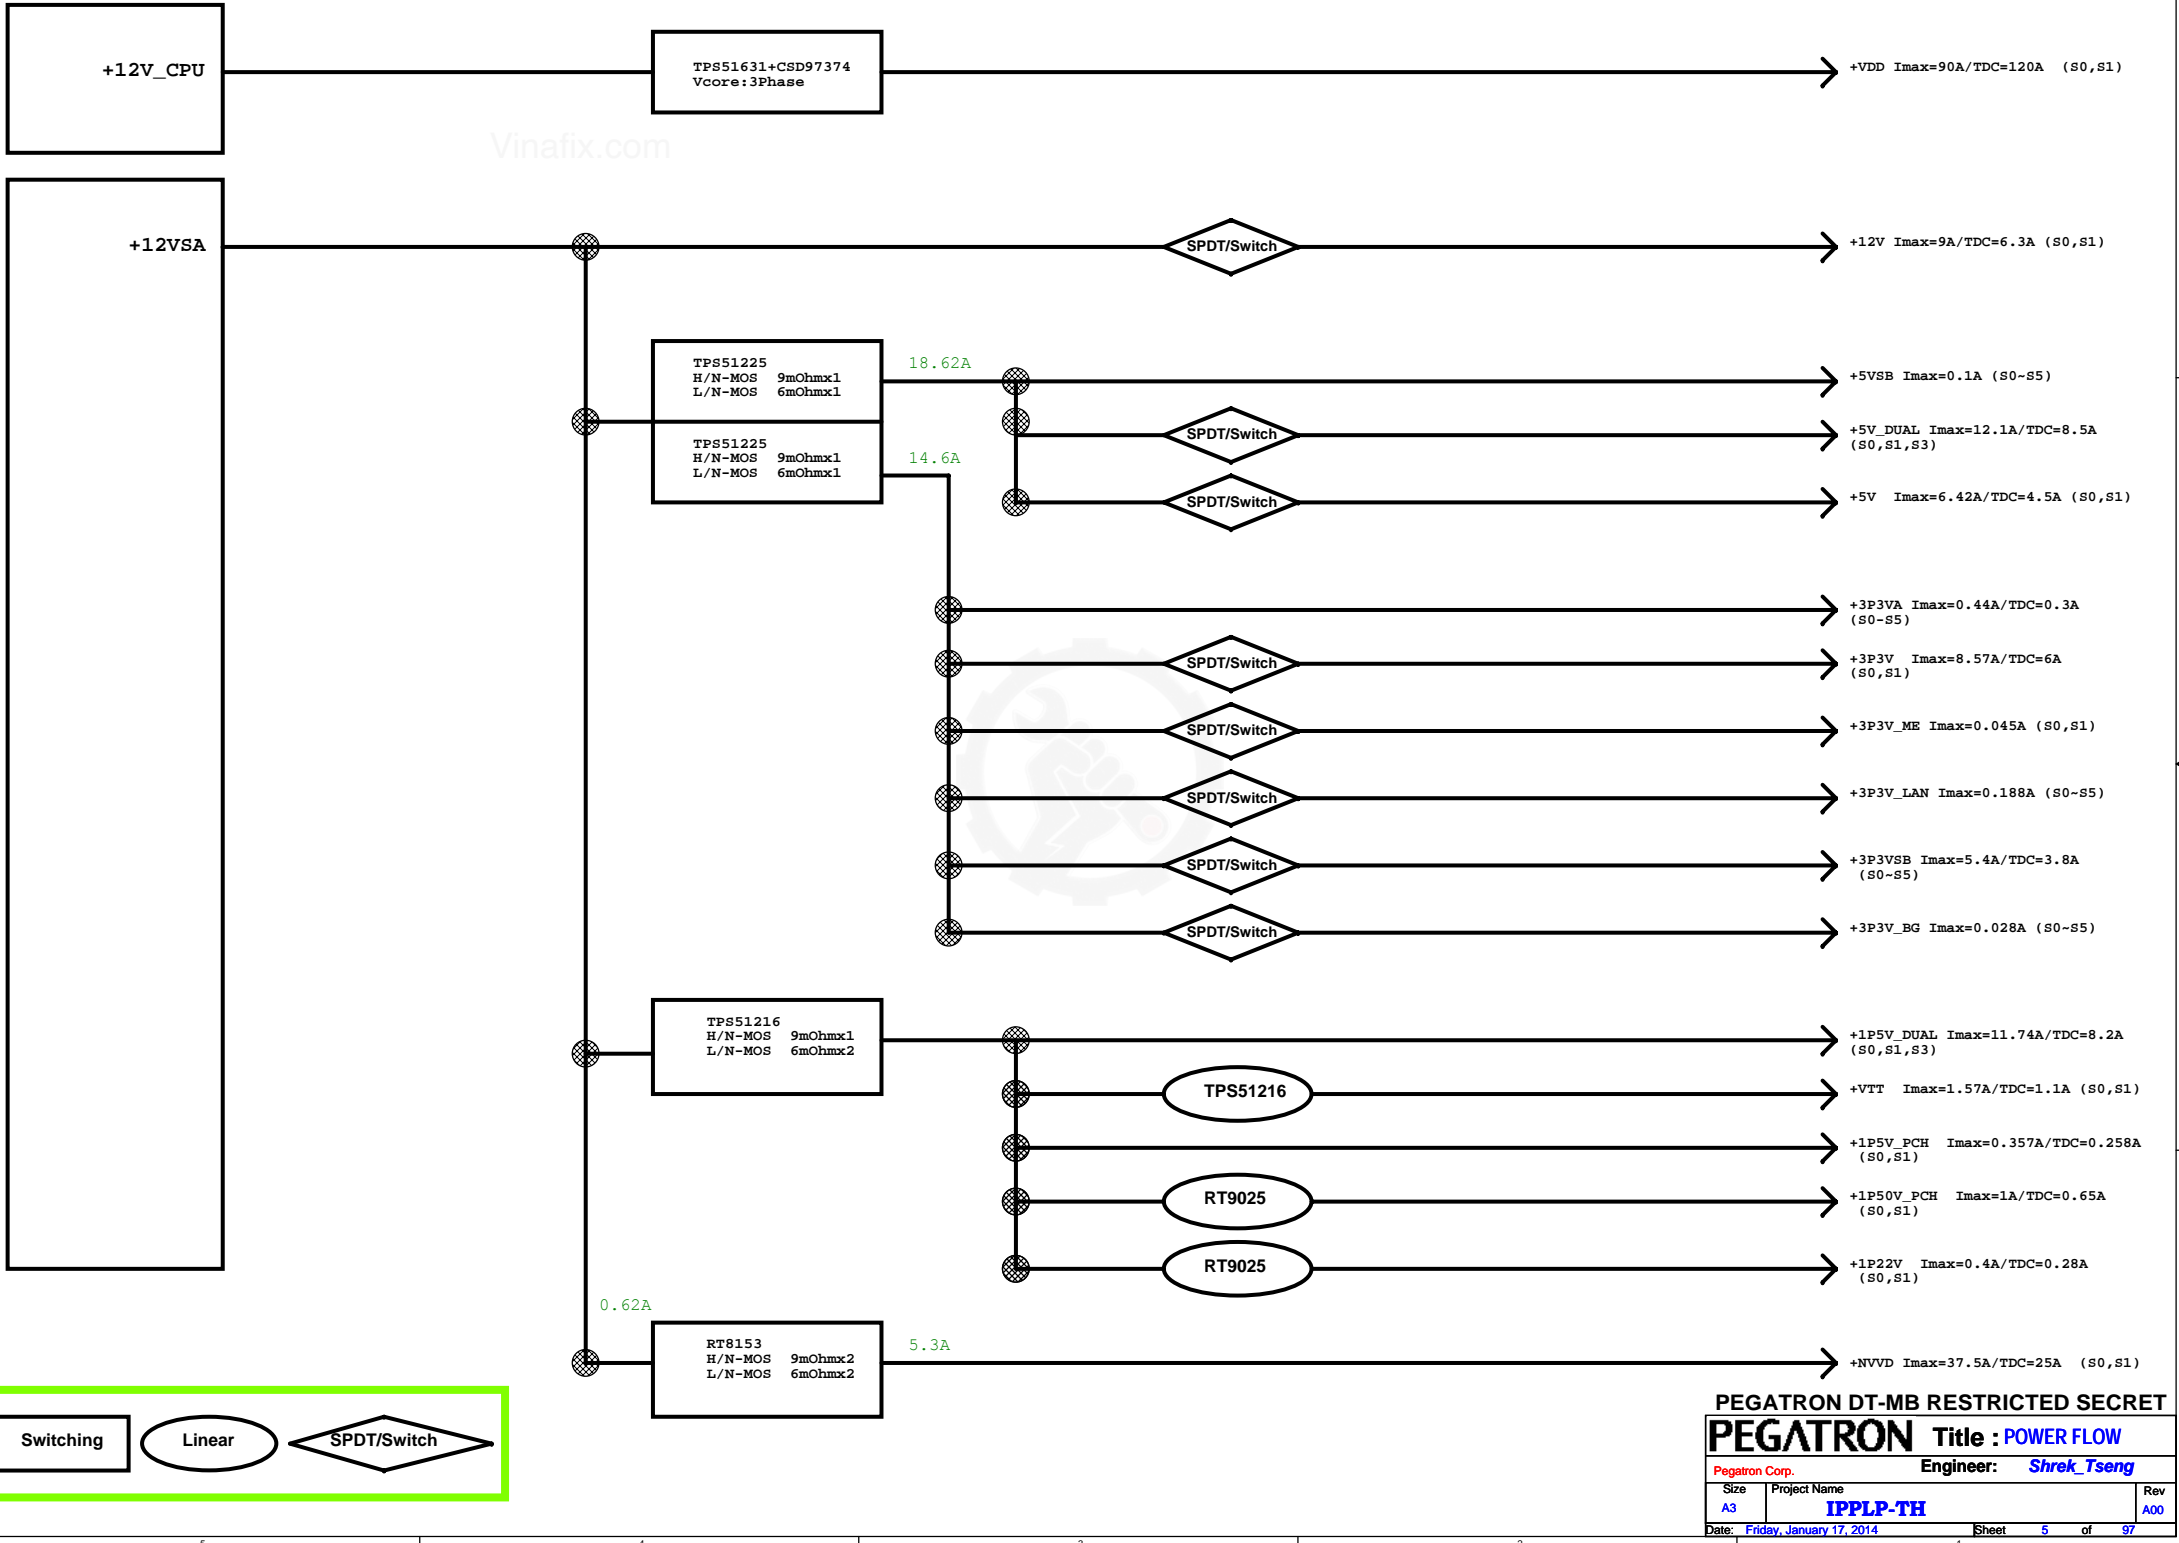 +12V_CPU
TPS51631+CSD97374
Vcore:3Phase
+VDD Imax=90A/TDC=120A (S0,S1)
Vinafix.com
+12VSA
SPDT/Switch
+12V Imax=9A/TDC=6.3A (S0,S1)
TPS51225
H/N-MOS 9mOhmx1
L/N-MOS 6mOhmx1
18.62A
+5VSB Imax=0.1A (S0~S5)
SPDT/Switch
+5V_DUAL Imax=12.1A/TDC=8.5A
(S0,S1,S3)
TPS51225
H/N-MOS 9mOhmx1
L/N-MOS 6mOhmx1
14.6A
SPDT/Switch
+5V Imax=6.42A/TDC=4.5A (S0,S1)
+3P3VA Imax=0.44A/TDC=0.3A
(S0-S5)
SPDT/Switch
+3P3V Imax=8.57A/TDC=6A
(S0,S1)
SPDT/Switch
+3P3V_ME Imax=0.045A (S0,S1)
SPDT/Switch
+3P3V_LAN Imax=0.188A (S0~S5)
SPDT/Switch
+3P3VSB Imax=5.4A/TDC=3.8A
(S0~S5)
SPDT/Switch
+3P3V_BG Imax=0.028A (S0~S5)
TPS51216
H/N-MOS 9mOhmx1
L/N-MOS 6mOhmx2
+1P5V_DUAL Imax=11.74A/TDC=8.2A
(S0,S1,S3)
TPS51216
+VTT Imax=1.57A/TDC=1.1A (S0,S1)
+1P5V_PCH Imax=0.357A/TDC=0.258A
(S0,S1)
RT9025
+1P50V_PCH Imax=1A/TDC=0.65A
(S0,S1)
RT9025
+1P22V Imax=0.4A/TDC=0.28A
(S0,S1)
0.62A
RT8153
H/N-MOS 9mOhmx2
L/N-MOS 6mOhmx2
5.3A
+NVVD Imax=37.5A/TDC=25A (S0,S1)
Switching
Linear
SPDT/Switch
PEGATRON DT-MB RESTRICTED SECRET
PEGATRON
Title : POWER FLOW
Pegatron Corp.
Engineer: Shrek_Tseng
Size
Project Name
Rev
A3
IPPLP-TH
A00
Date: Friday, January 17, 2014
Sheet 5 of 97